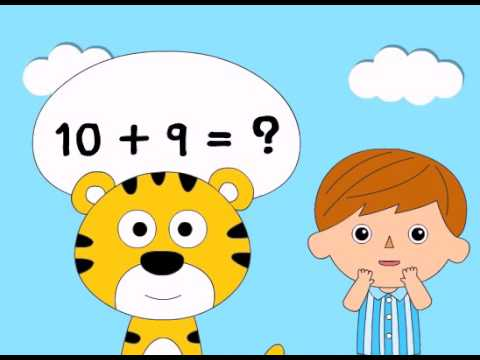 10 + 9 = ?